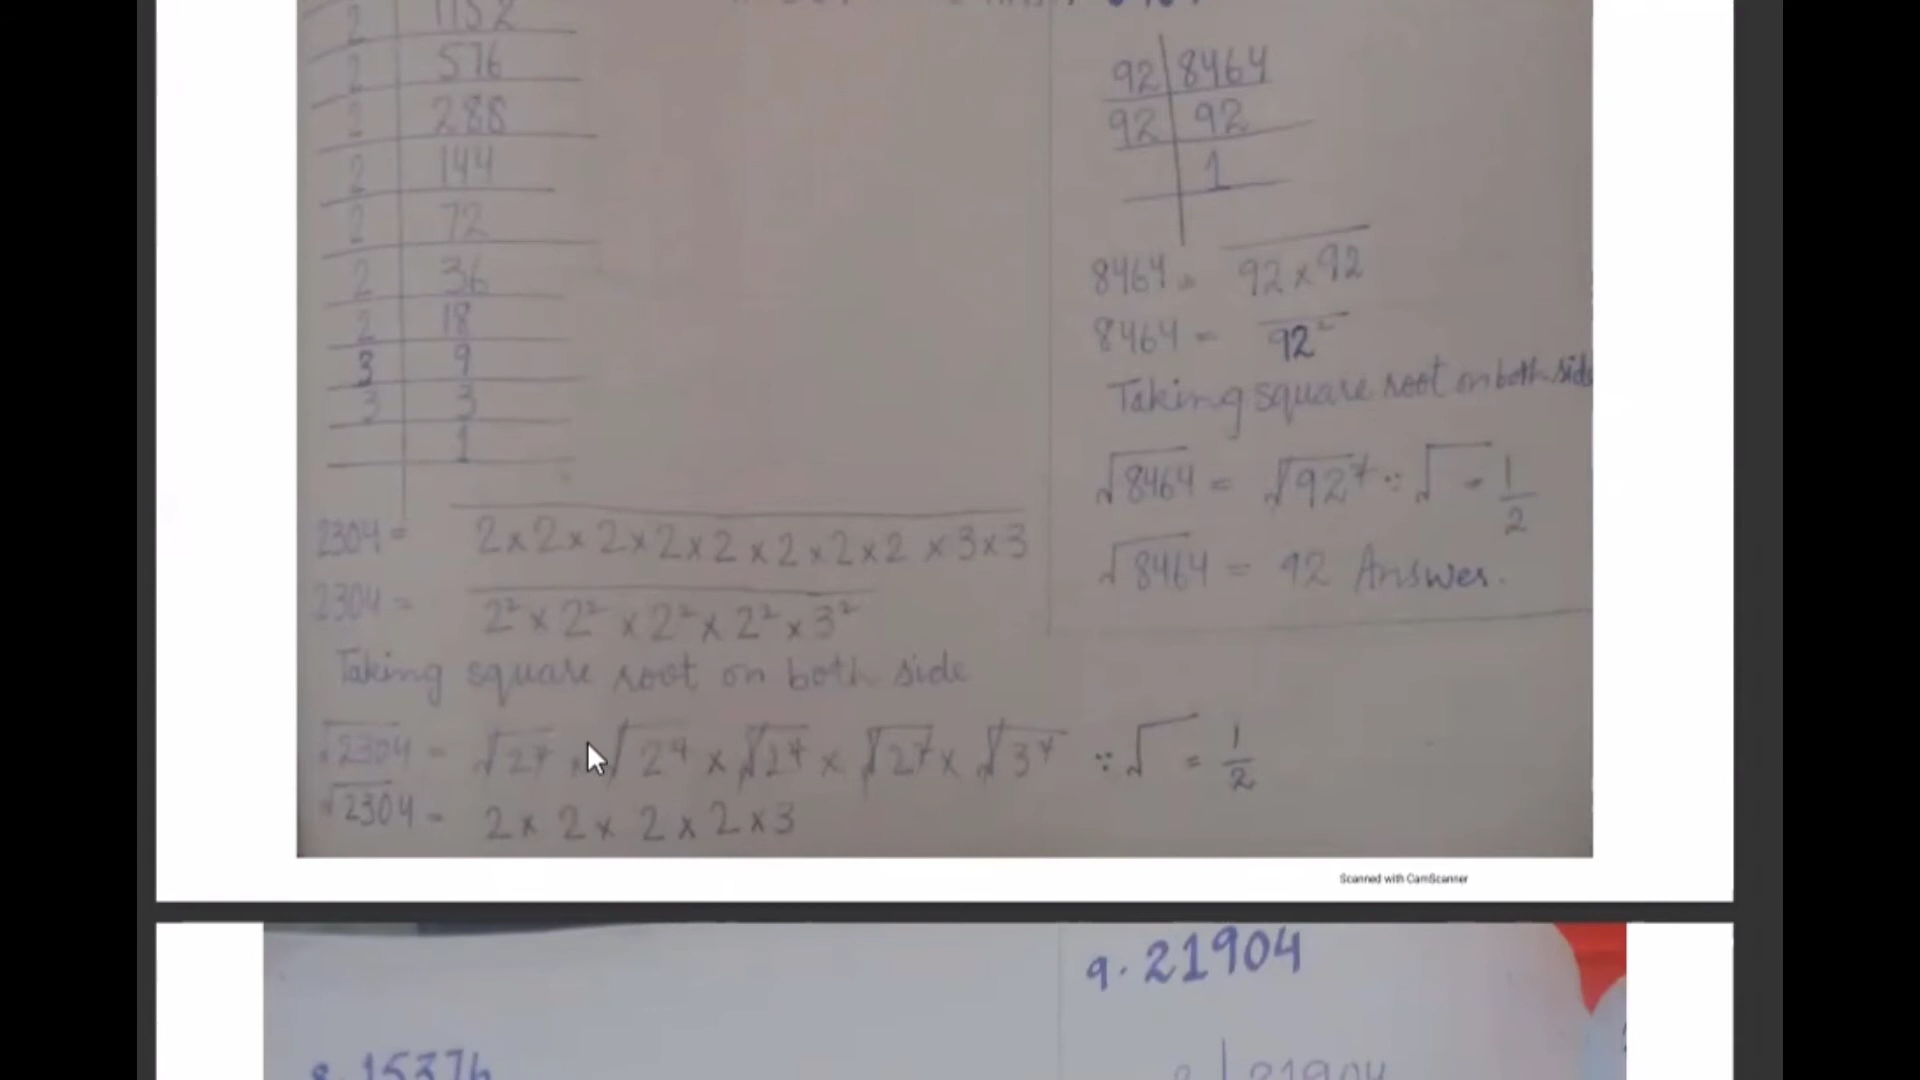 2 1152
2 576
2 288
2 144
2 72
2 36
2 18
3 9
3 3
1
2304 = 2×2×2×2×2×2×2×2×3×3
2304 = 2²×2²×2²×2²×3²
Taking square root on both side
√2304 = √2² × √2² × √2² × √2² × √3² ∵ √ = 1/2
√2304 = 2×2×2×2×3
92 8464
92 92
1
8464 = 92×92
8464 = 92²
Taking square root on both side
√8464 = √92² ∵ √ = 1/2
√8464 = 92 Answer.
Scanned with CamScanner
8. 15376
9. 21904
2 21904